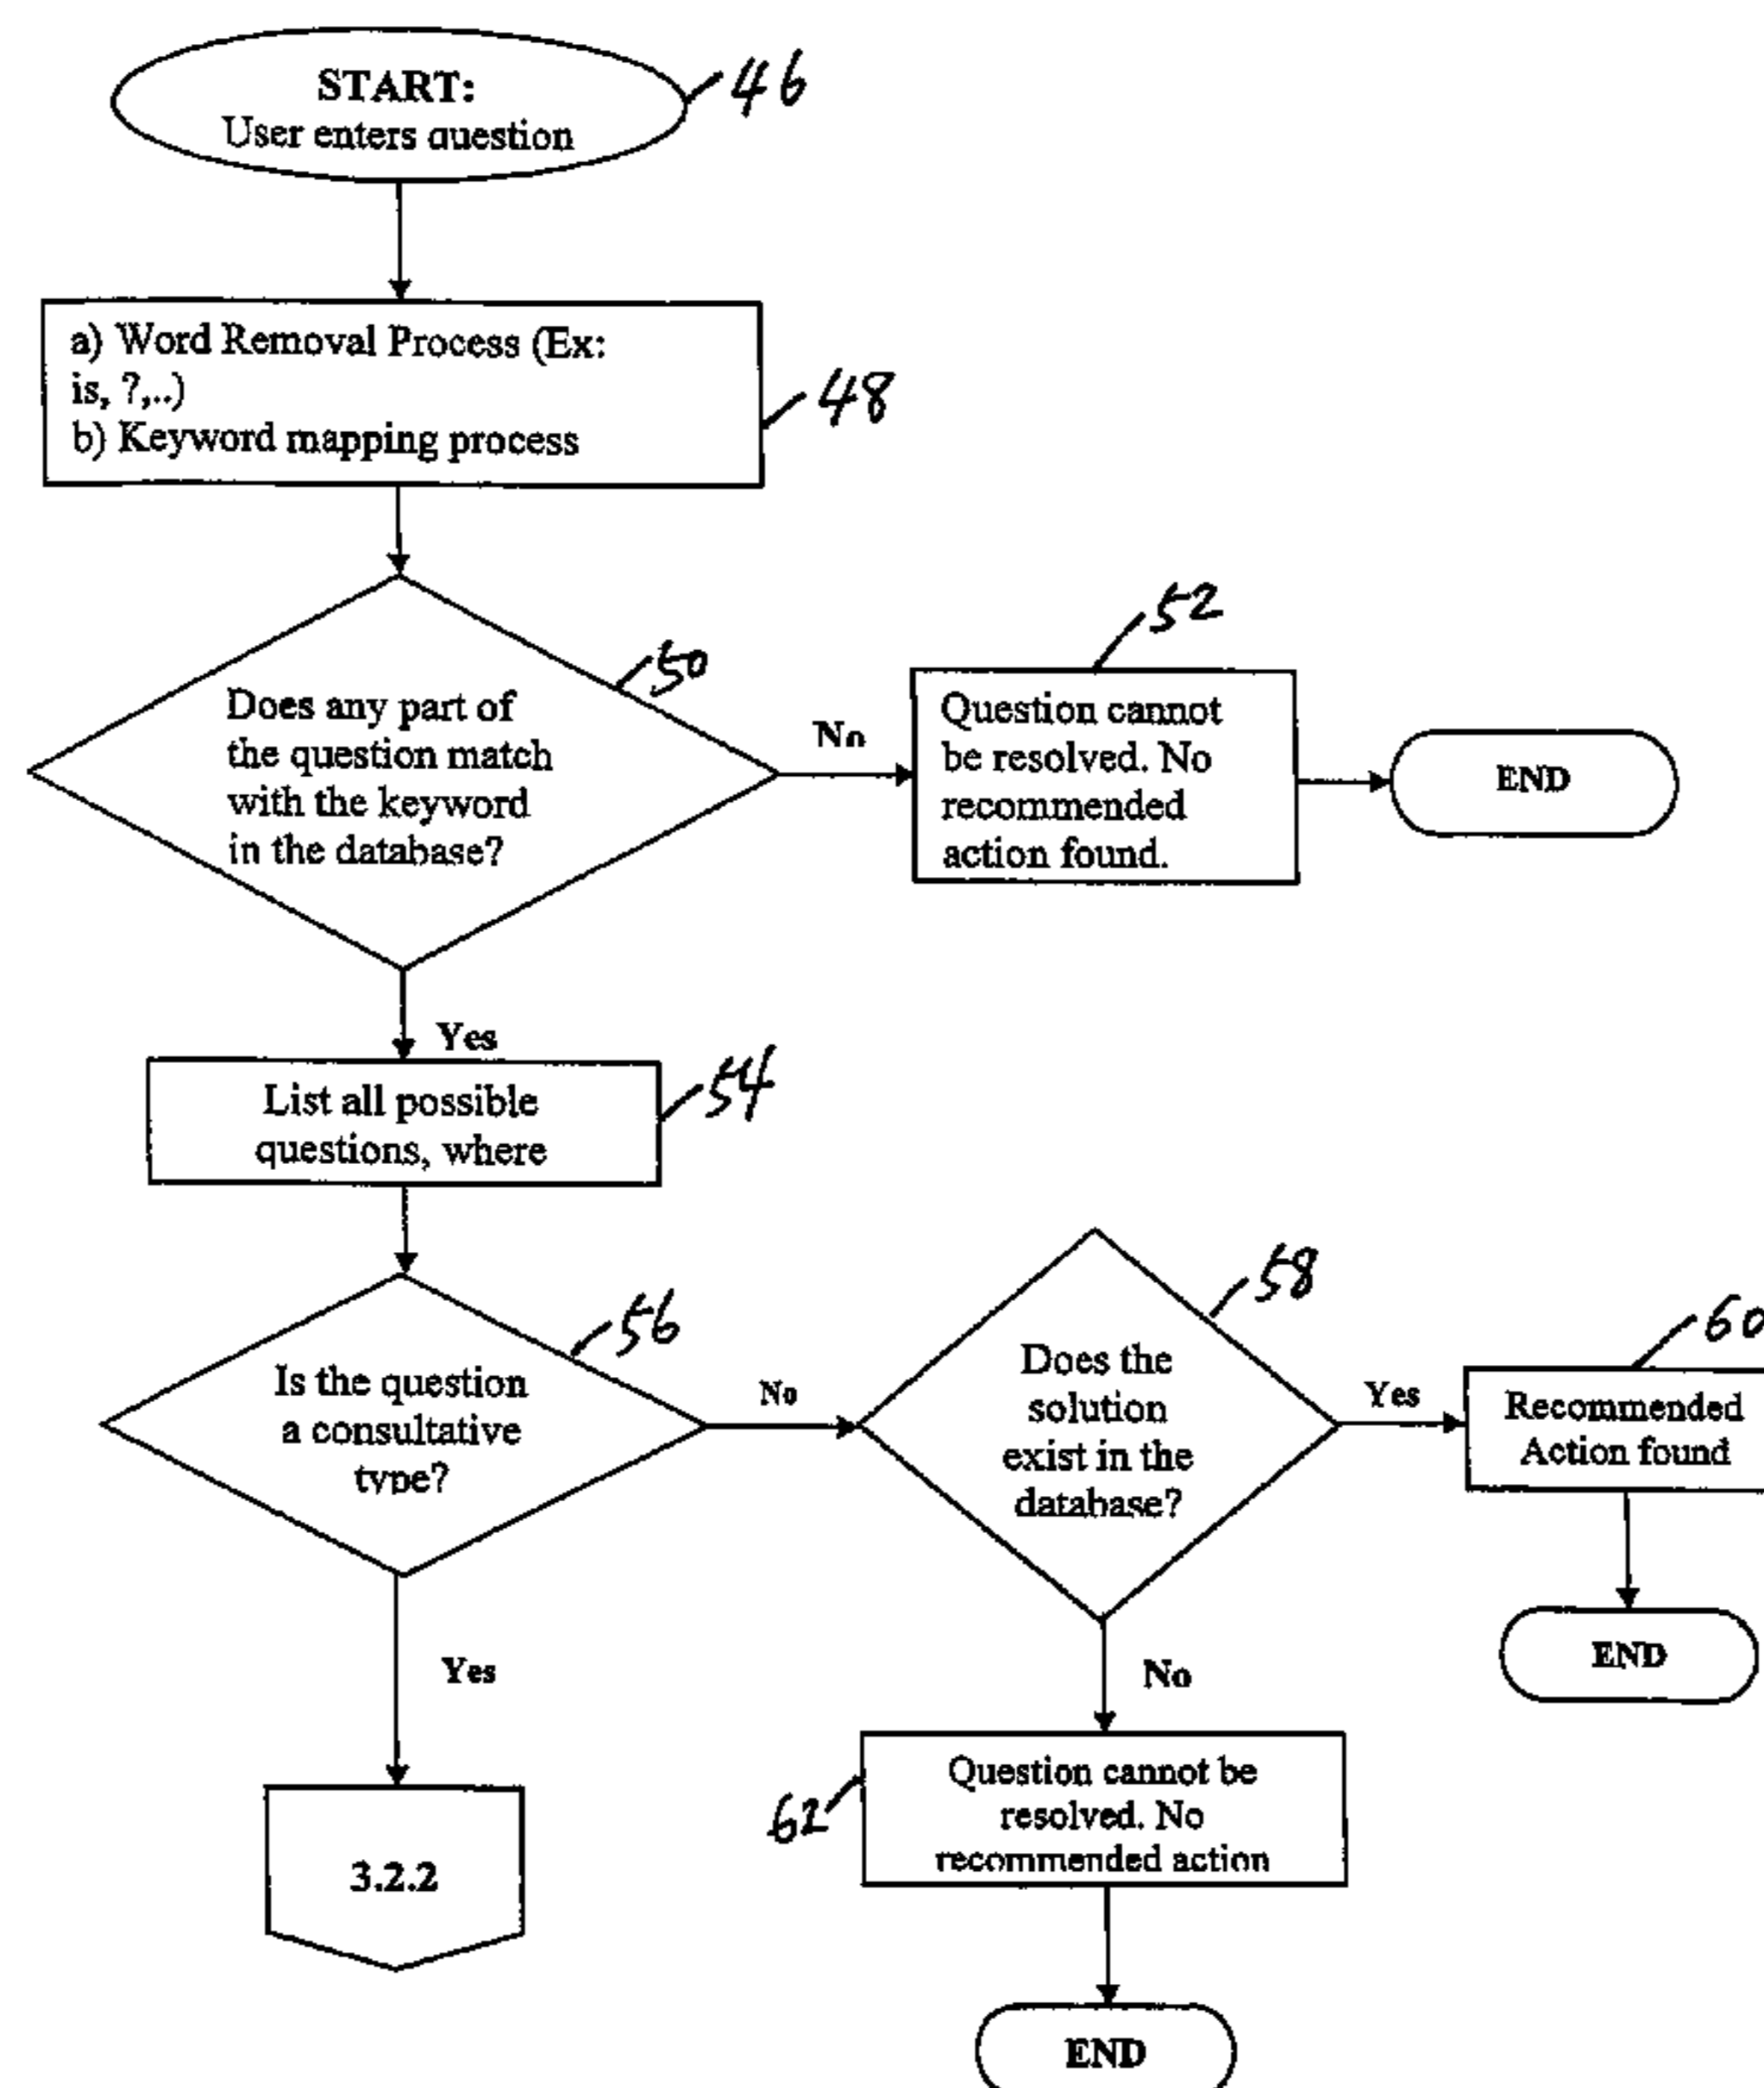 START:
User enters question
46
a) Word Removal Process (Ex:
is, ?,..)
b) Keyword mapping process
48
50
Does any part of
the question match
with the keyword
in the database?
No
52
Question cannot
be resolved. No
recommended
action found.
END
Yes
List all possible
questions, where
54
56
Is the question
a consultative
type?
No
58
Does the
solution
exist in the
database?
Yes
60
Recommended
Action found
END
Yes
3.2.2
No
62
Question cannot be
resolved. No
recommended action
END